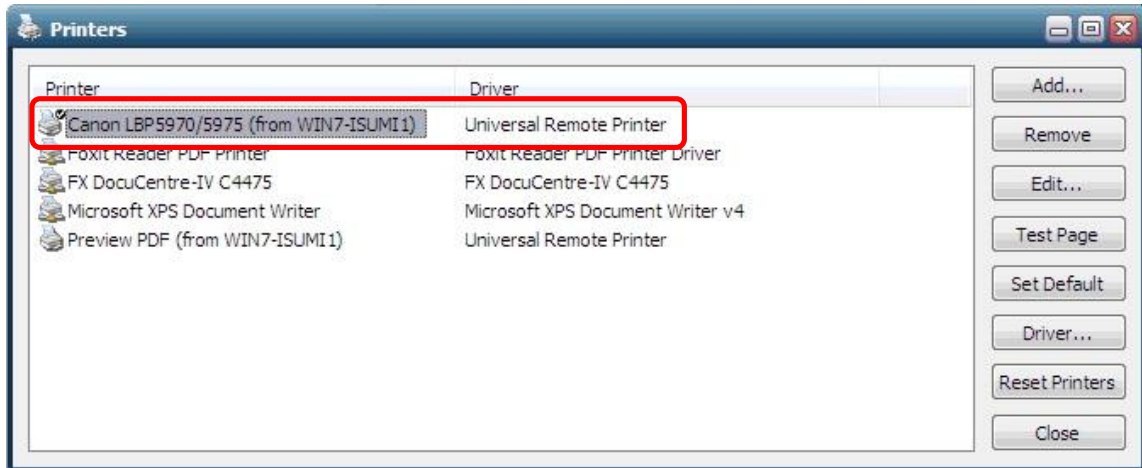 Printers
Printer Driver
Canon LBP5970/5975 (from WIN7-ISUMI1) Universal Remote Printer
Foxit Reader PDF Printer Foxit Reader PDF Printer Driver
FX DocuCentre-IV C4475 FX DocuCentre-IV C4475
Microsoft XPS Document Writer Microsoft XPS Document Writer v4
Preview PDF (from WIN7-ISUMI1) Universal Remote Printer
Add...
Remove
Edit...
Test Page
Set Default
Driver...
Reset Printers
Close